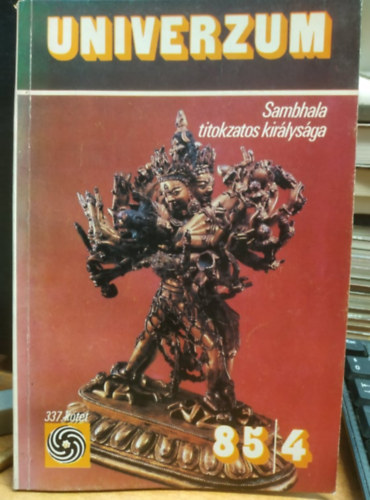 UNIVERZUM
Sambhala
titokzatos királysága
337. kötet
85/4